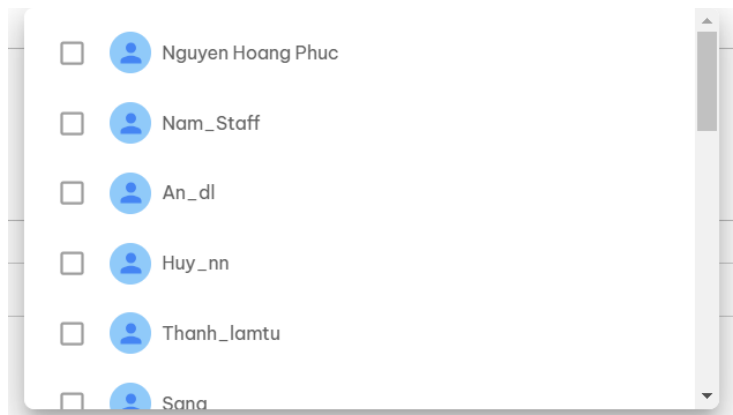 Nguyen Hoang Phuc
Nam_Staff
An_dl
Huy_nn
Thanh_lamtu
Sang